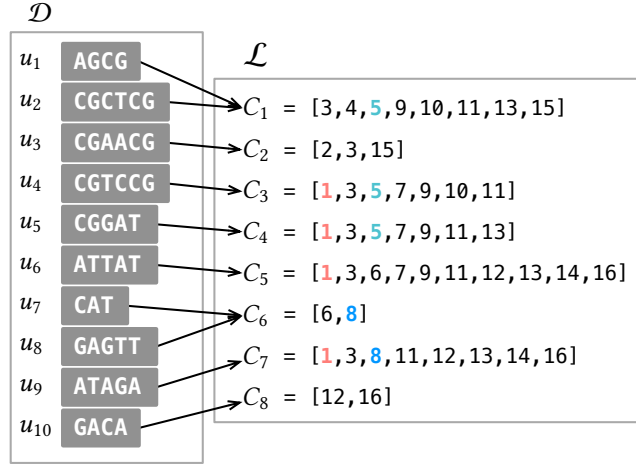 𝒟
ℒ
u1 AGCG
u2 CGCTCG
C1 = [3,4,5,9,10,11,13,15]
u3 CGAACG
C2 = [2,3,15]
u4 CGTCCG
C3 = [1,3,5,7,9,10,11]
u5 CGGAT
C4 = [1,3,5,7,9,11,13]
u6 ATTAT
C5 = [1,3,6,7,9,11,12,13,14,16]
u7 CAT
C6 = [6,8]
u8 GAGTT
C7 = [1,3,8,11,12,13,14,16]
u9 ATAGA
C8 = [12,16]
u10 GACA